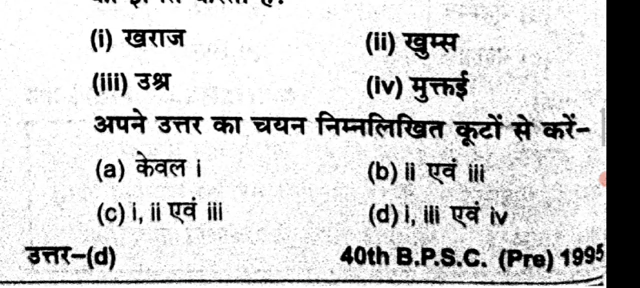 (i) खराज (ii) खुम्स
(iii) उश्र (iv) मुक्तई
अपने उत्तर का चयन निम्नलिखित कूटों से करें–
(a) केवल i (b) ii एवं iii
(c) i, ii एवं iii (d) i, iii एवं iv
उत्तर–(d) 40th B.P.S.C. (Pre) 1995